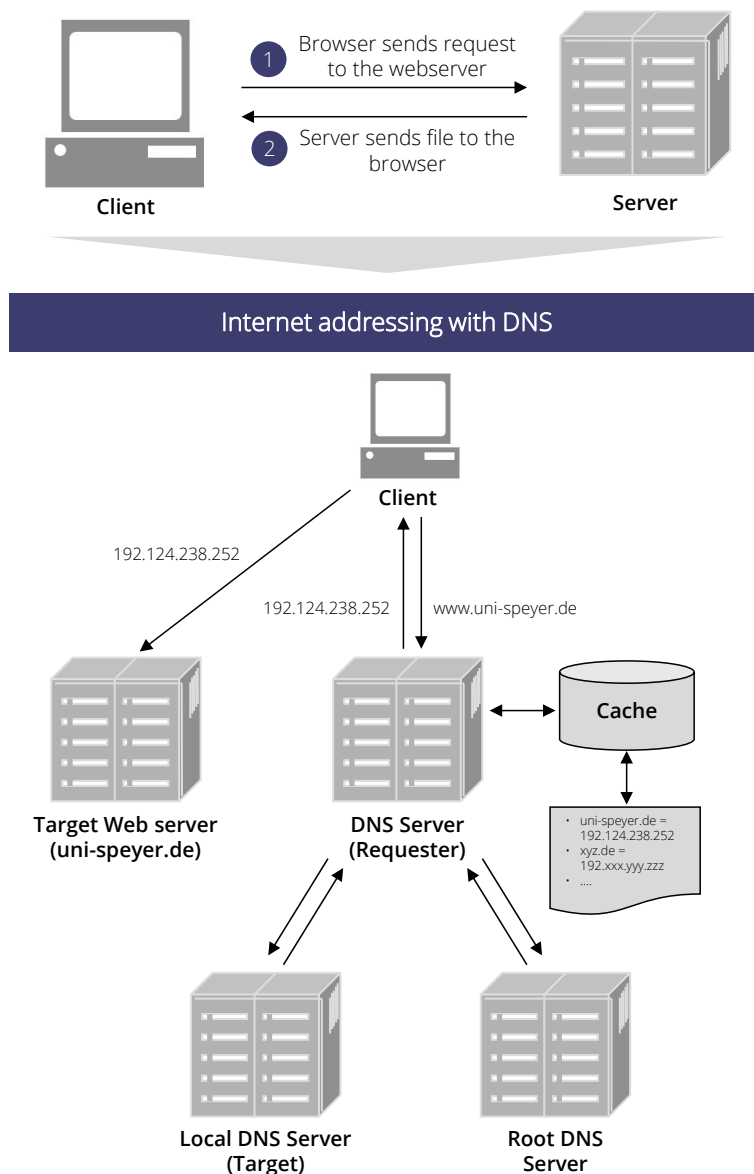 1
Browser sends request
to the webserver
2
Server sends file to the
browser
Client
Server
Internet addressing with DNS
Client
192.124.238.252
192.124.238.252
www.uni-speyer.de
Cache
Target Web server
(uni-speyer.de)
DNS Server
(Requester)
• uni-speyer.de =
192.124.238.252
• xyz.de =
192.xxx.yyy.zzz
• ....
Local DNS Server
(Target)
Root DNS
Server